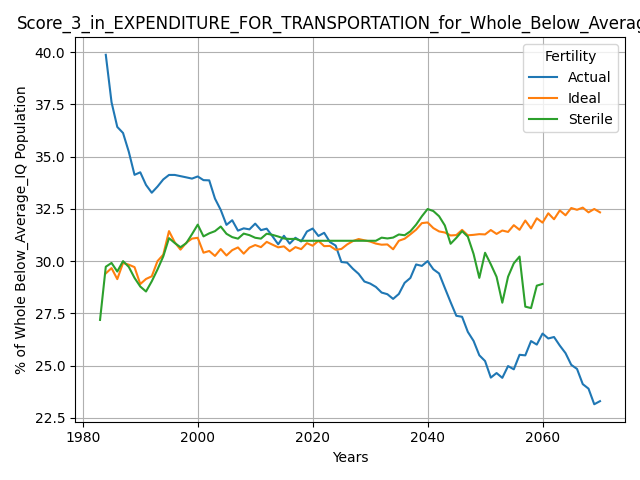 Score_3_in_EXPENDITURE_FOR_TRANSPORTATION_for_Whole_Below_Averag
Fertility
Actual
Ideal
Sterile
% of Whole Below_Average_IQ Population
40.0
37.5
35.0
32.5
30.0
27.5
25.0
22.5
1980 2000 2020 2040 2060
Years